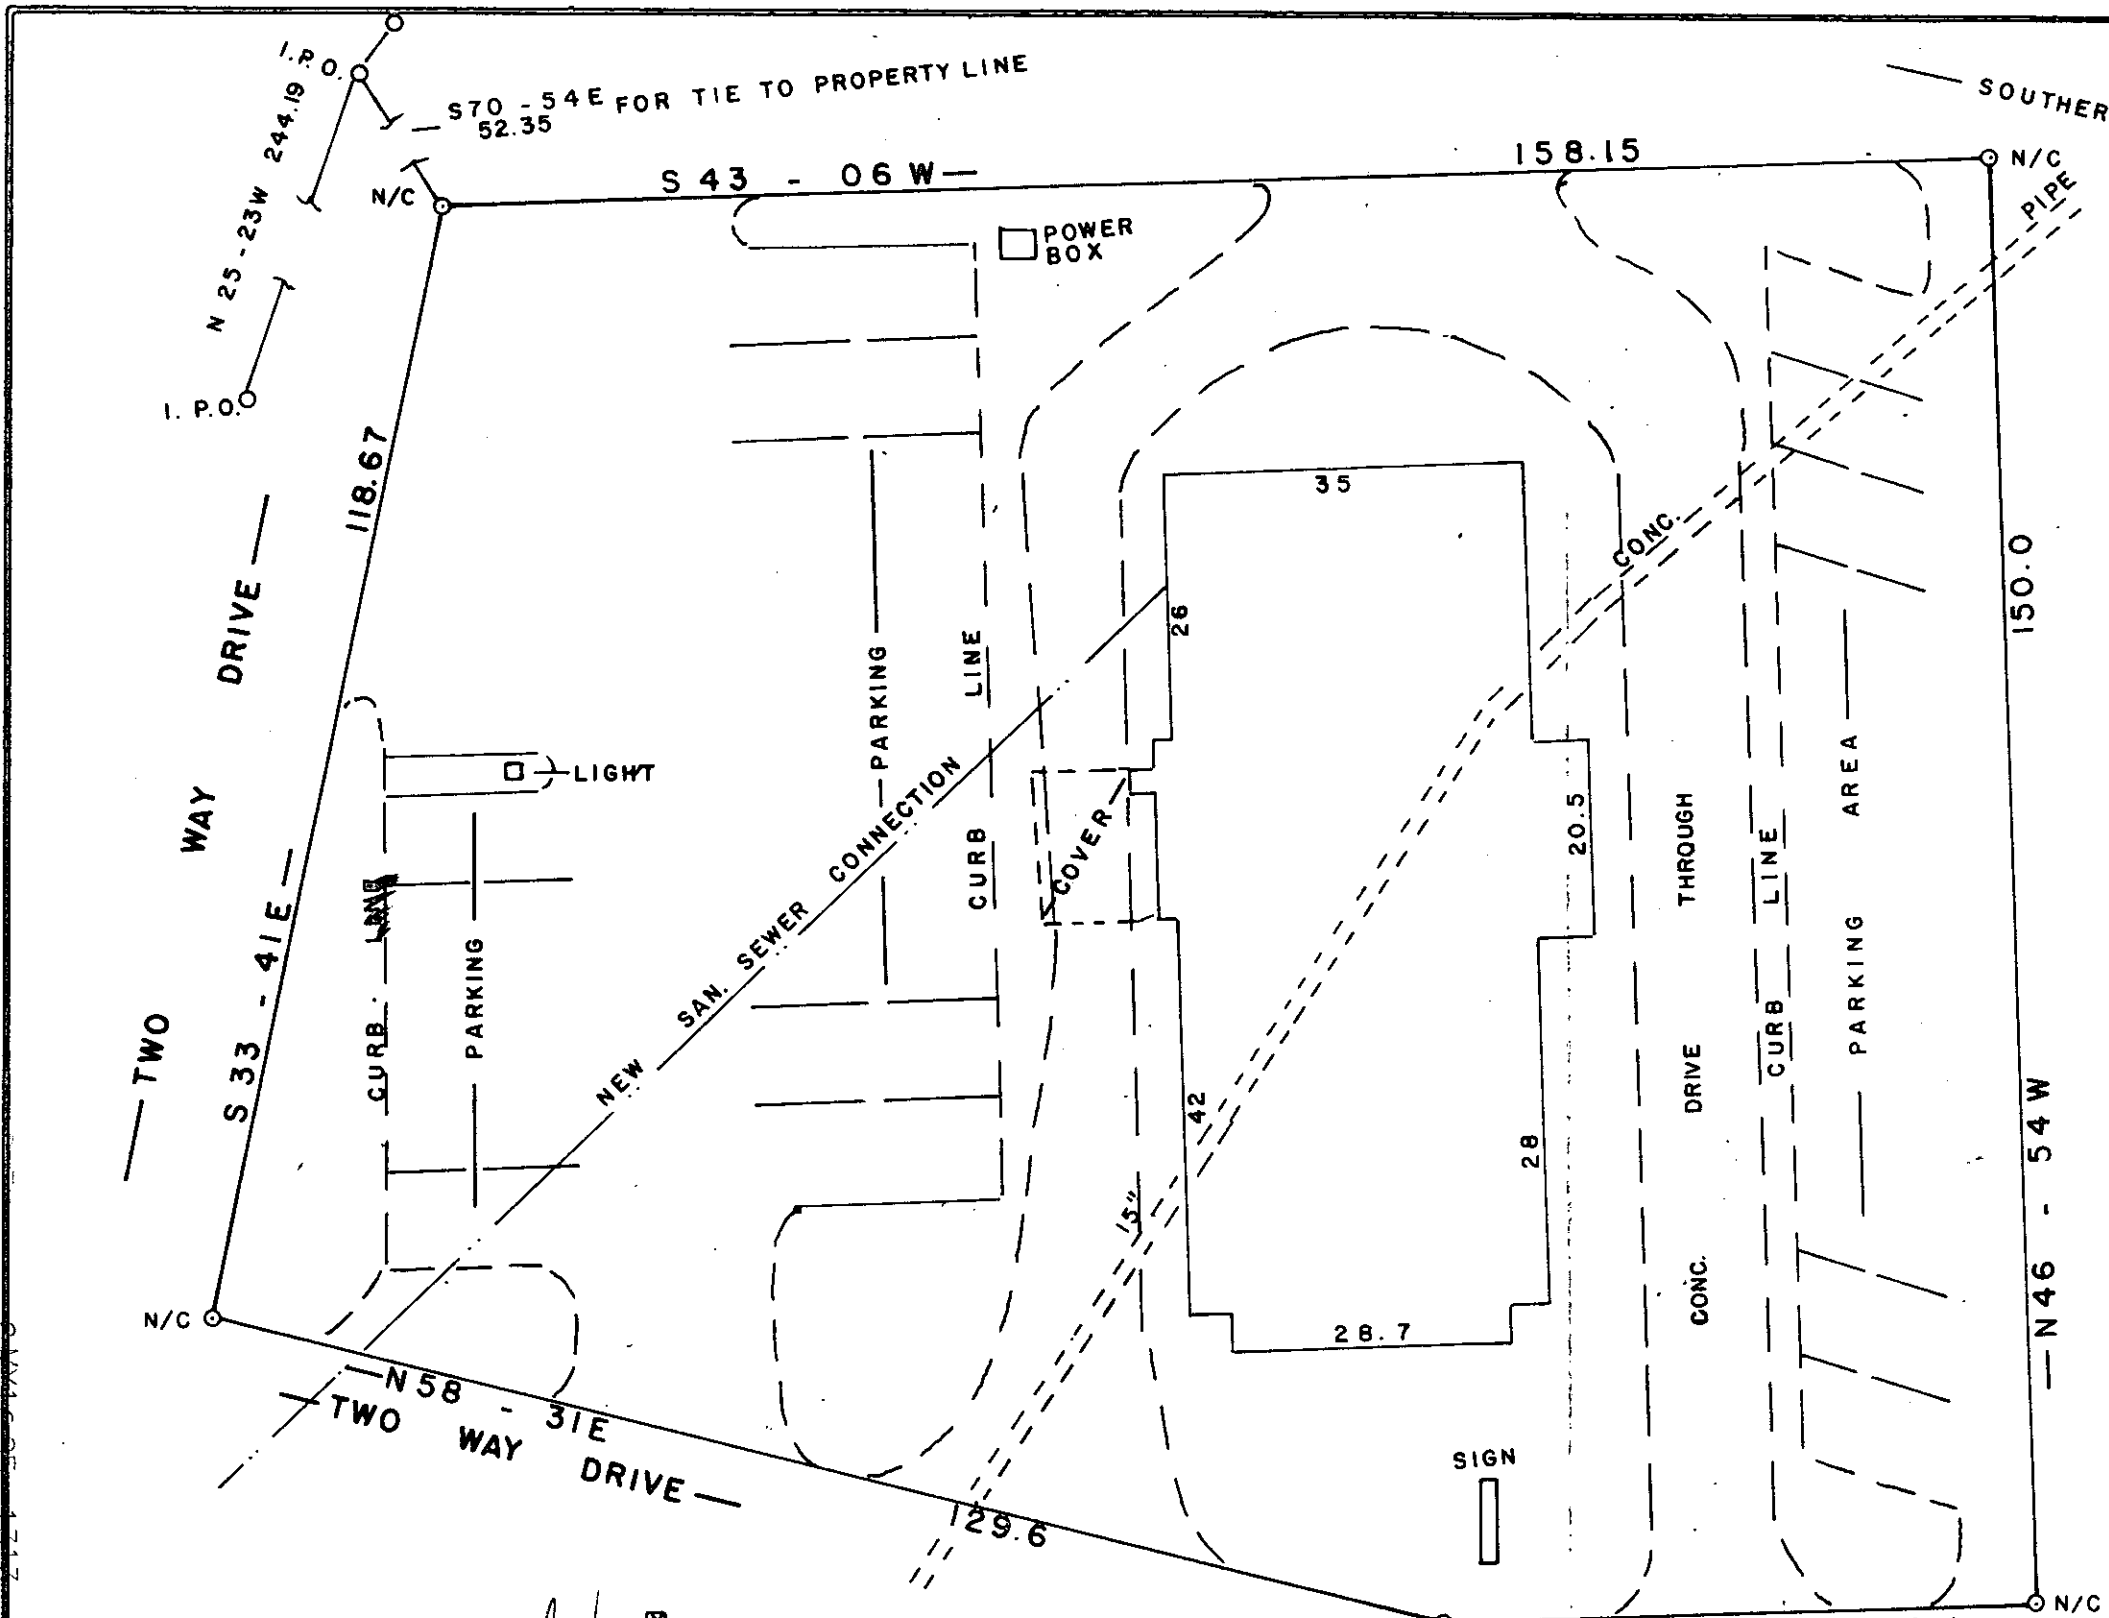 I.P.O.
N 25 - 23W 244.19
S70 - 54E FOR TIE TO PROPERTY LINE
52.35
SOUTHER
N/C
S 43 - 06 W
158.15
N/C
PIPE
POWER
BOX
I. P.O.
118.67
35
CONC.
150.0
26
TWO WAY DRIVE
PARKING
CURB LINE
LIGHT
COVER
20.5
CONC. DRIVE THROUGH
CURB LINE
PARKING AREA
S 33 - 41E
CURB
PARKING
NEW SAN. SEWER CONNECTION
42
15"
28
N46 - 54 W
N/C
28.7
N 58 - 31E
TWO WAY DRIVE
129.6
SIGN
N/C